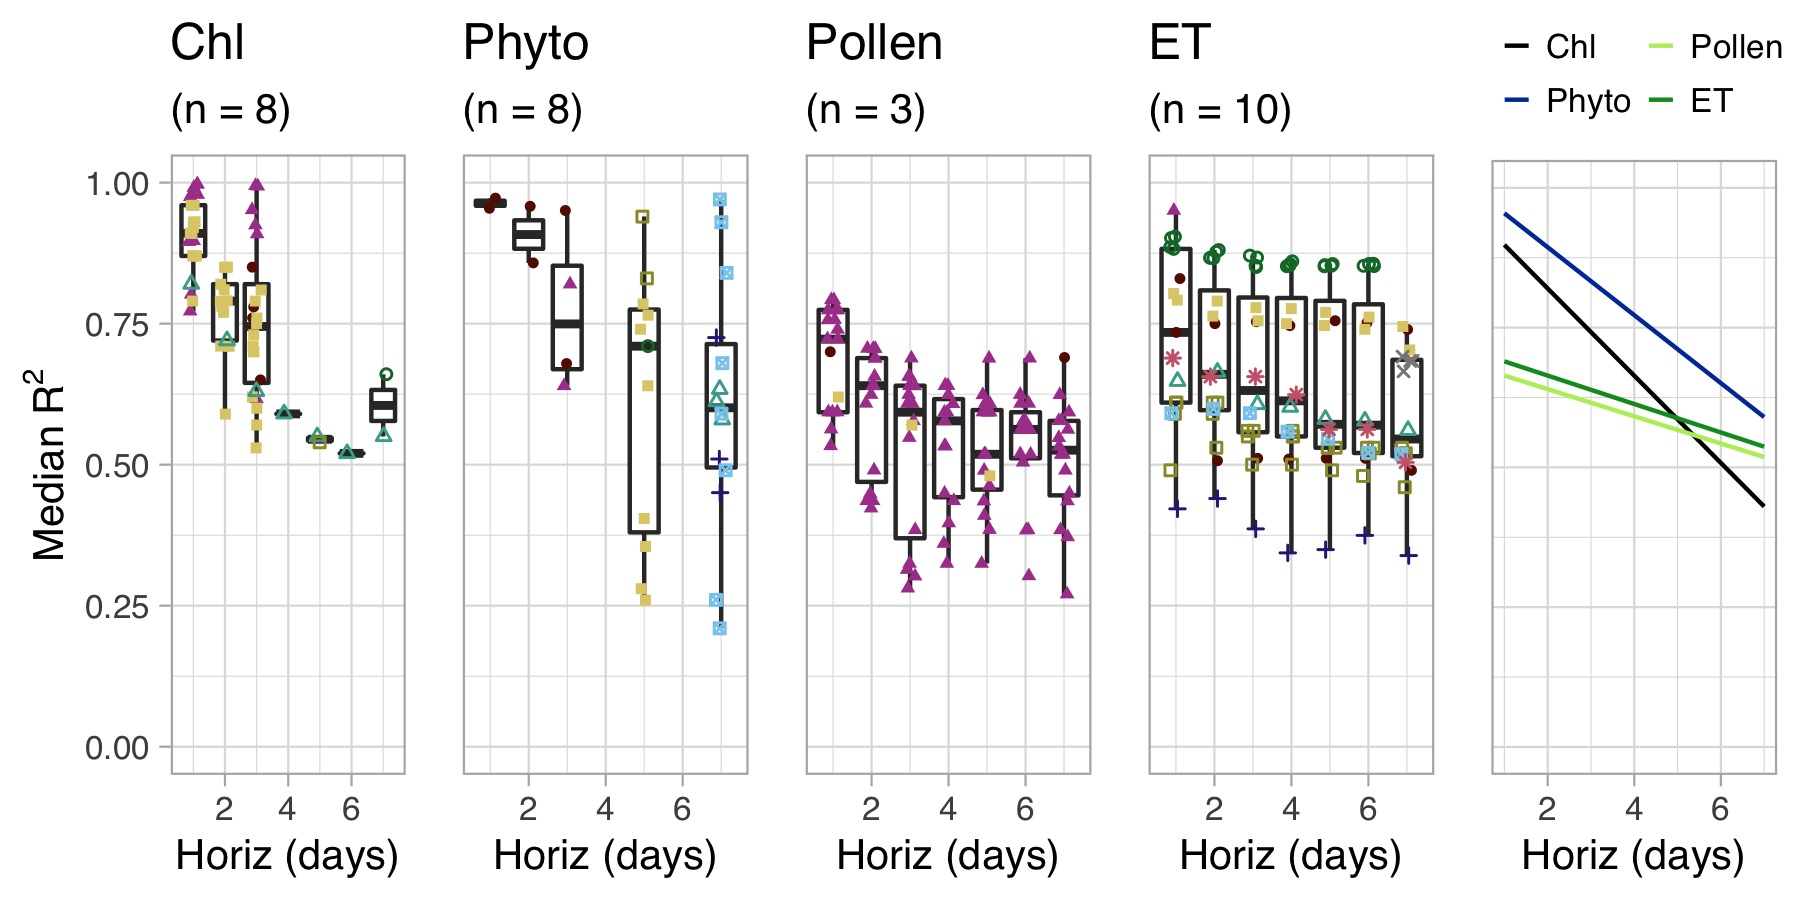 Chl
(n = 8)
Phyto
(n = 8)
Pollen
(n = 3)
ET
(n = 10)
Chl
Pollen
Phyto
ET
Median R²
1.00
0.75
0.50
0.25
0.00
2 4 6
2 4 6
2 4 6
2 4 6
2 4 6
Horiz (days)
Horiz (days)
Horiz (days)
Horiz (days)
Horiz (days)